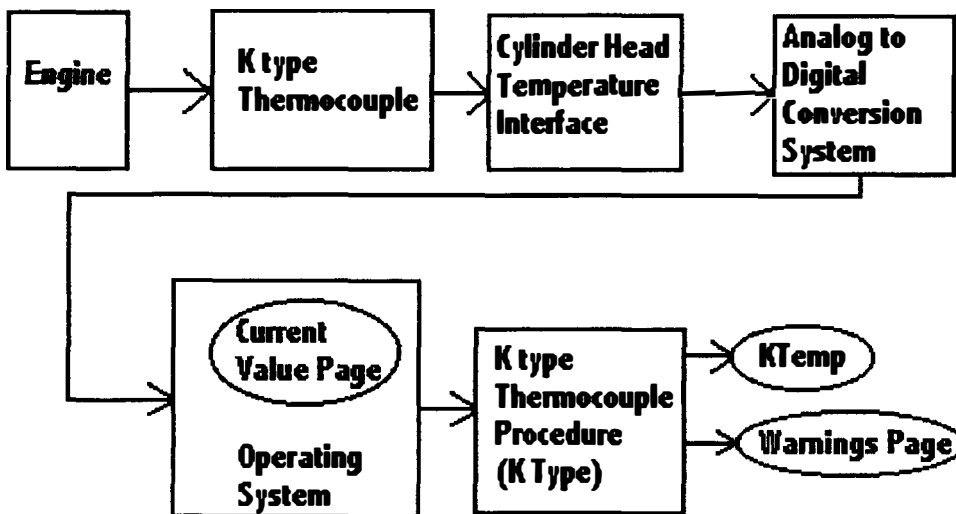 Engine
K type
Thermocouple
Cylinder Head
Temperature
Interface
Analog to
Digital
Conversion
System
Current
Value Page
Operating
System
K type
Thermocouple
Procedure
(K Type)
KTemp
Warnings Page